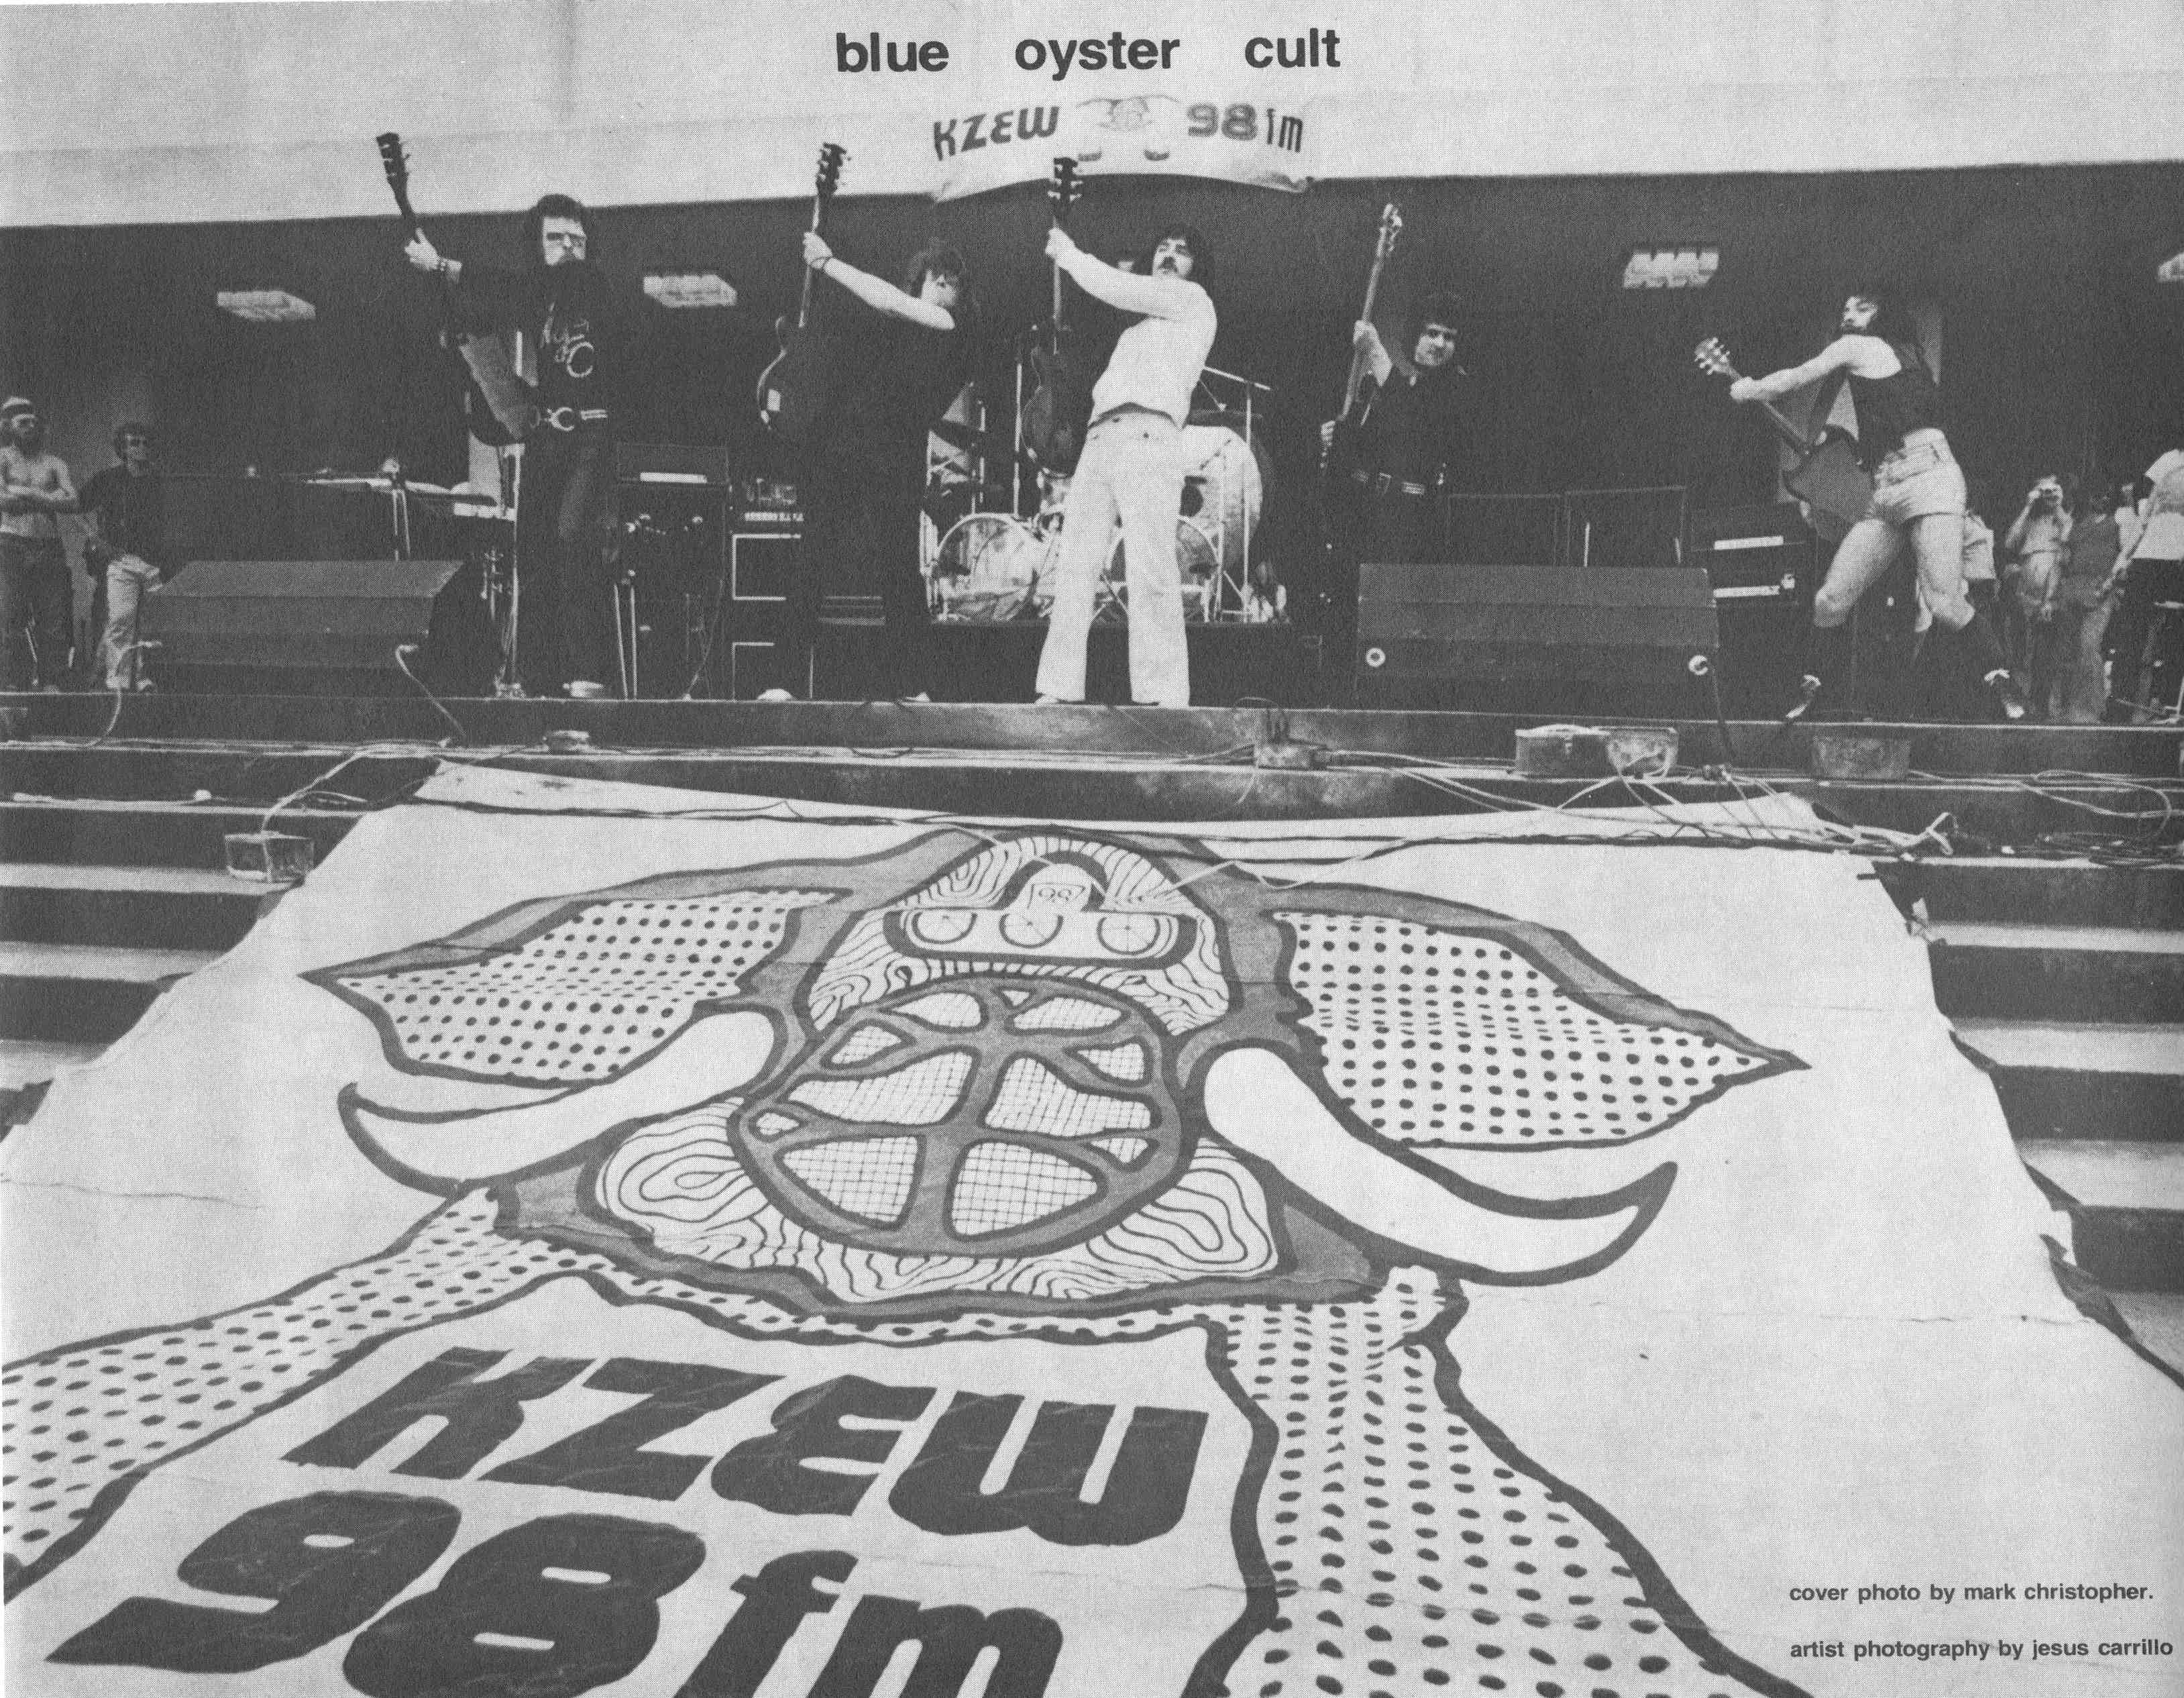 blue oyster cult
KZEW 98fm
KZEW
98fm
cover photo by mark christopher.
artist photography by jesus carrillo